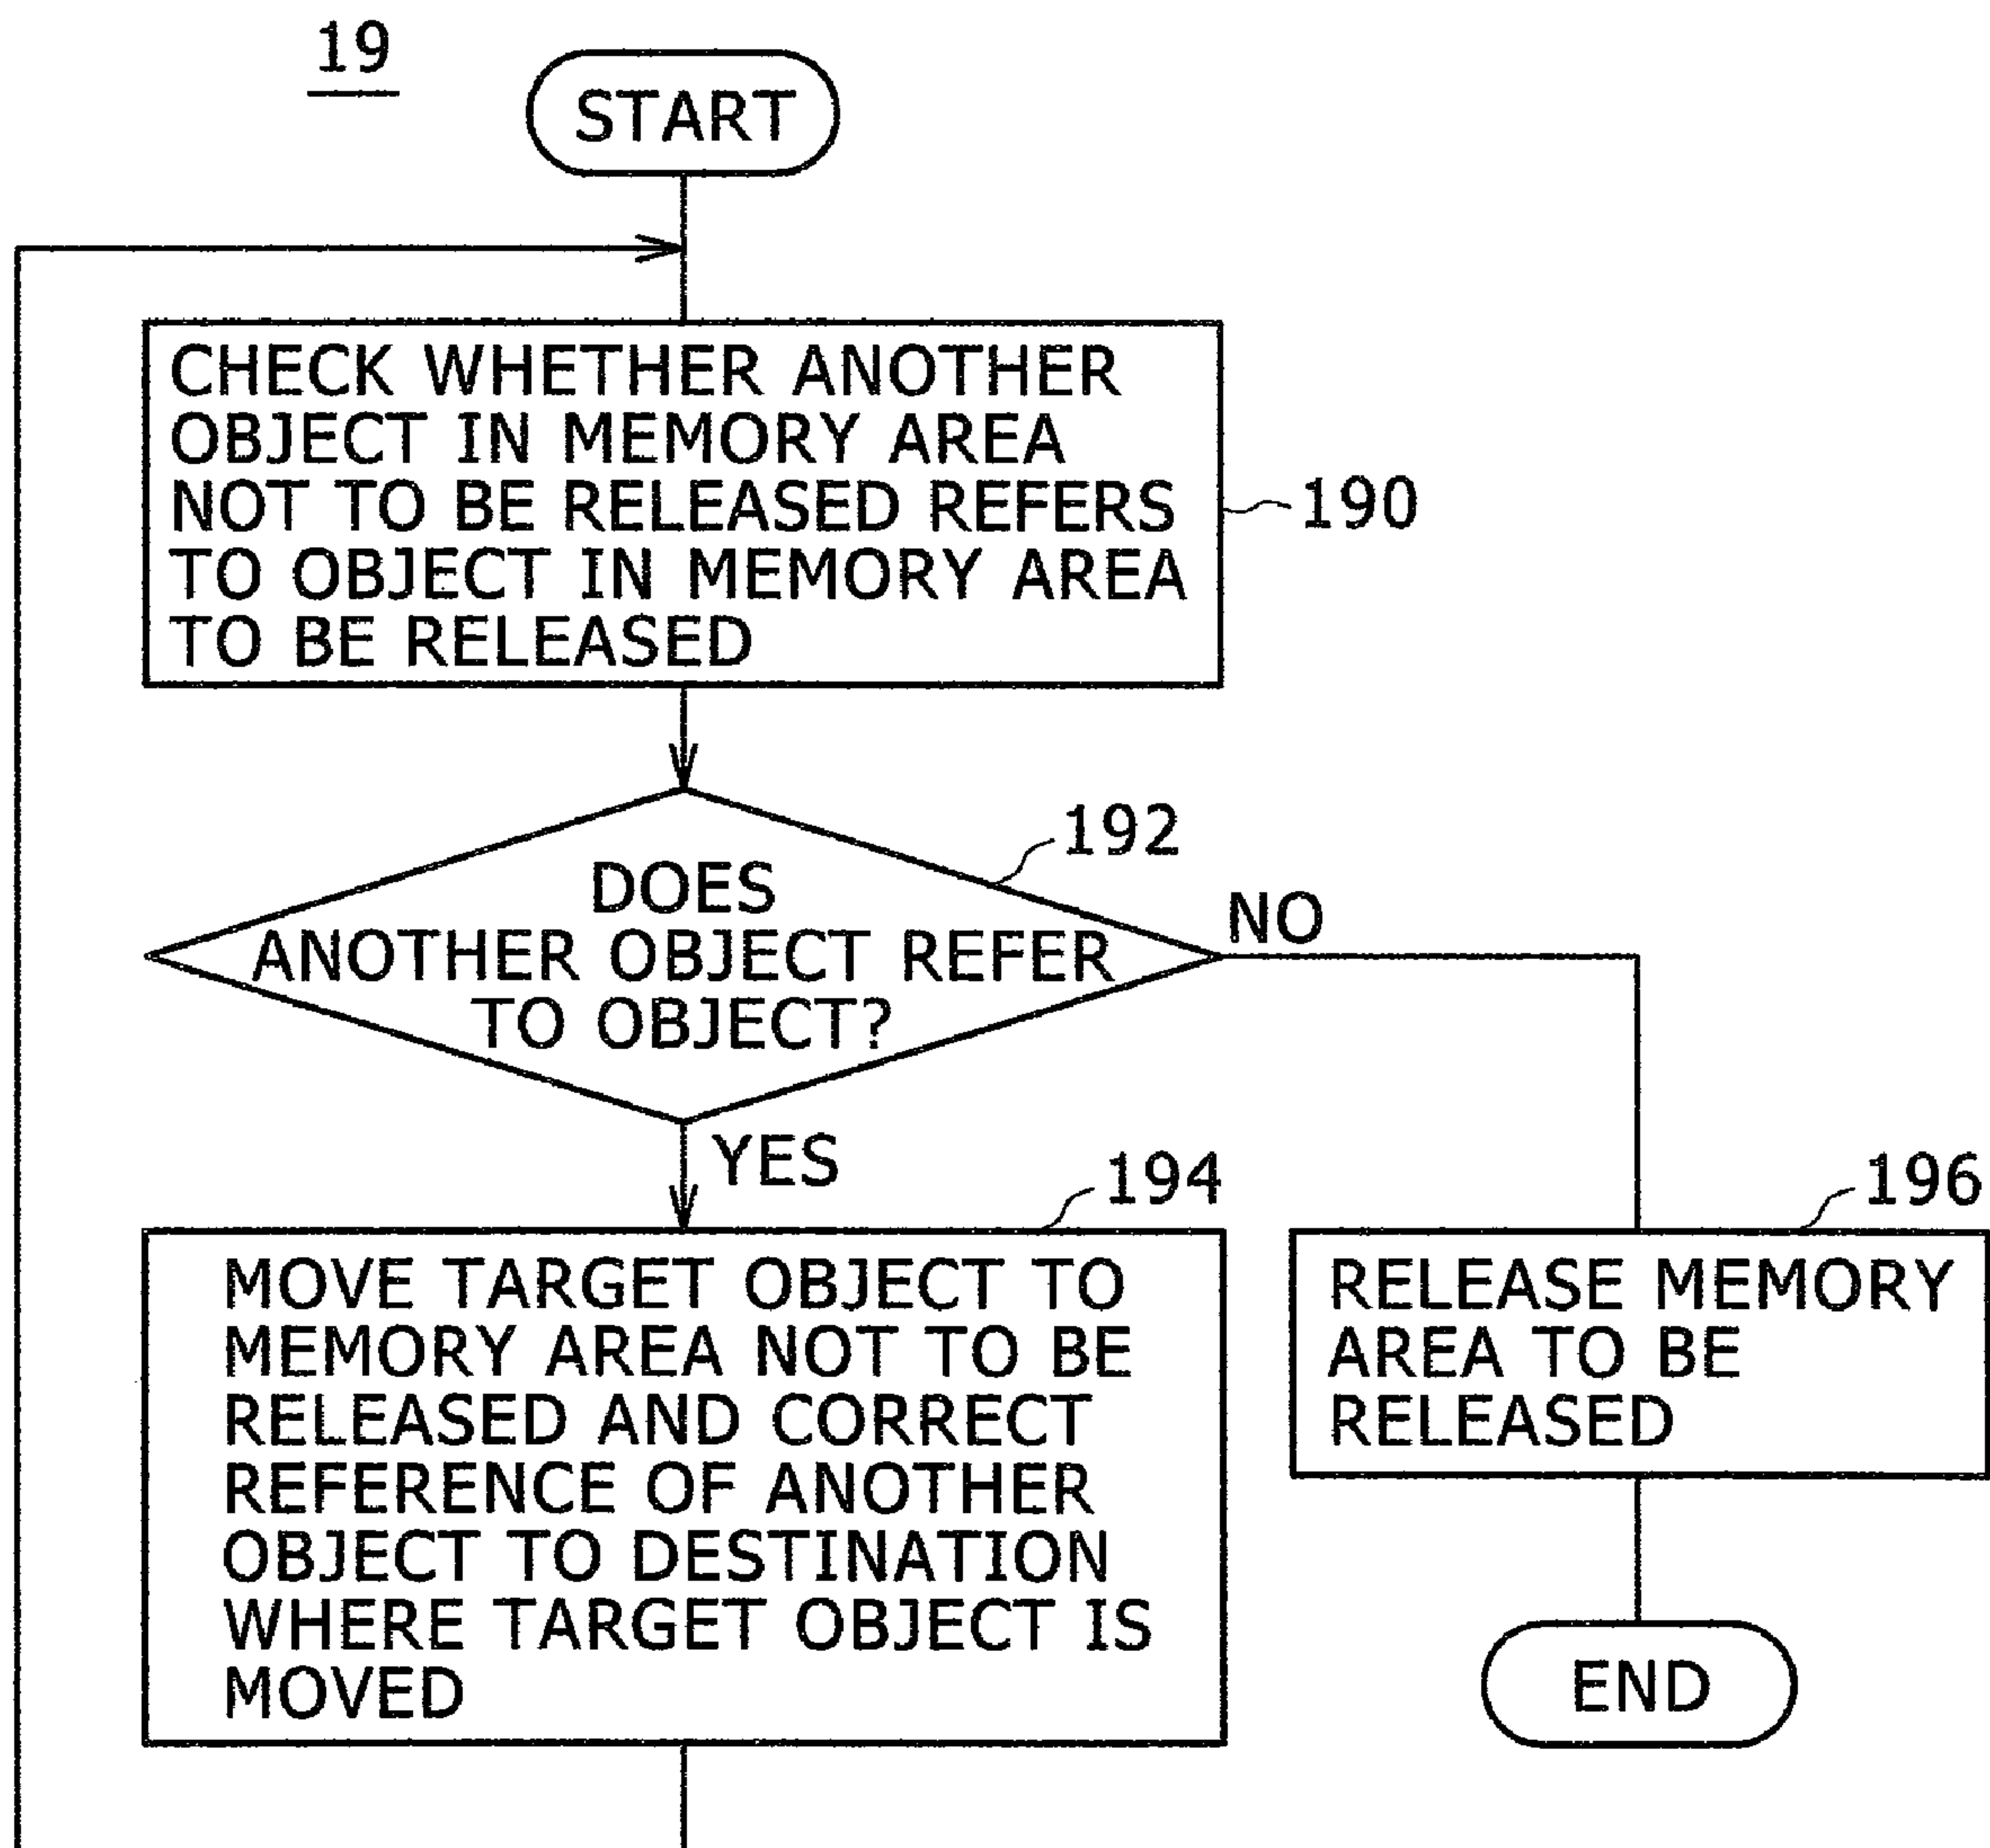 19
START
CHECK WHETHER ANOTHER
OBJECT IN MEMORY AREA
NOT TO BE RELEASED REFERS
TO OBJECT IN MEMORY AREA
TO BE RELEASED
190
192
DOES
ANOTHER OBJECT REFER
TO OBJECT?
NO
YES
194
MOVE TARGET OBJECT TO
MEMORY AREA NOT TO BE
RELEASED AND CORRECT
REFERENCE OF ANOTHER
OBJECT TO DESTINATION
WHERE TARGET OBJECT IS
MOVED
196
RELEASE MEMORY
AREA TO BE
RELEASED
END